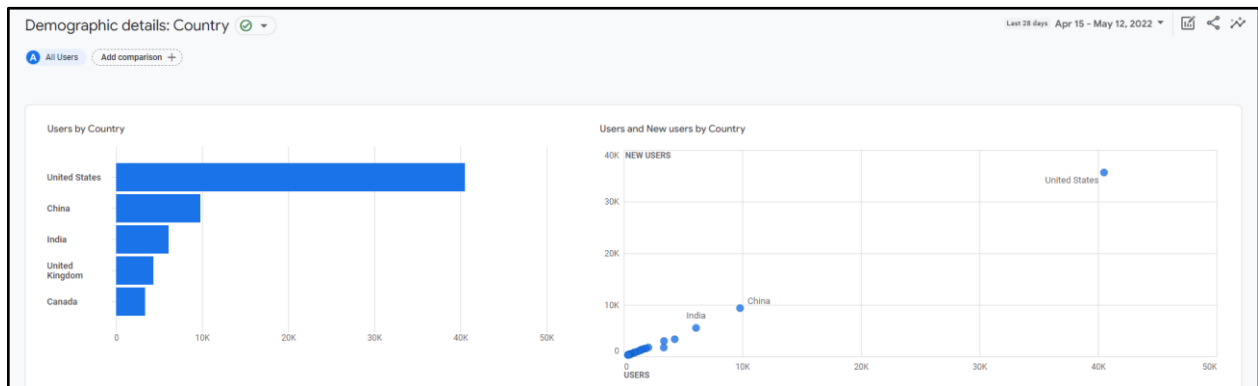 Demographic details: Country
Last 28 days Apr 15 - May 12, 2022
A All Users Add comparison +
Users by Country
United States
China
India
United
Kingdom
Canada
0 10K 20K 30K 40K 50K
Users and New users by Country
40K NEW USERS
United States
30K
20K
10K
China
India
0
0 10K 20K 30K 40K 50K
USERS